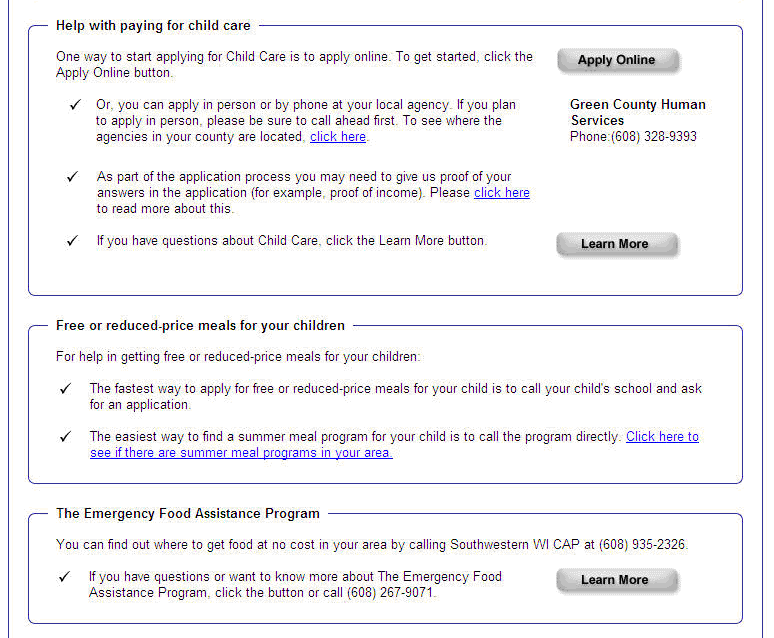 Help with paying for child care
One way to start applying for Child Care is to apply online. To get started, click the
Apply Online button.
Apply Online
Or, you can apply in person or by phone at your local agency. If you plan
to apply in person, please be sure to call ahead first. To see where the
agencies in your county are located, click here.
Green County Human
Services
Phone:(608) 328-9393
As part of the application process you may need to give us proof of your
answers in the application (for example, proof of income). Please click here
to read more about this.
If you have questions about Child Care, click the Learn More button.
Learn More
Free or reduced-price meals for your children
For help in getting free or reduced-price meals for your children:
The fastest way to apply for free or reduced-price meals for your child is to call your child's school and ask
for an application.
The easiest way to find a summer meal program for your child is to call the program directly. Click here to
see if there are summer meal programs in your area.
The Emergency Food Assistance Program
You can find out where to get food at no cost in your area by calling Southwestern WI CAP at (608) 935-2326.
If you have questions or want to know more about The Emergency Food
Assistance Program, click the button or call (608) 267-9071.
Learn More